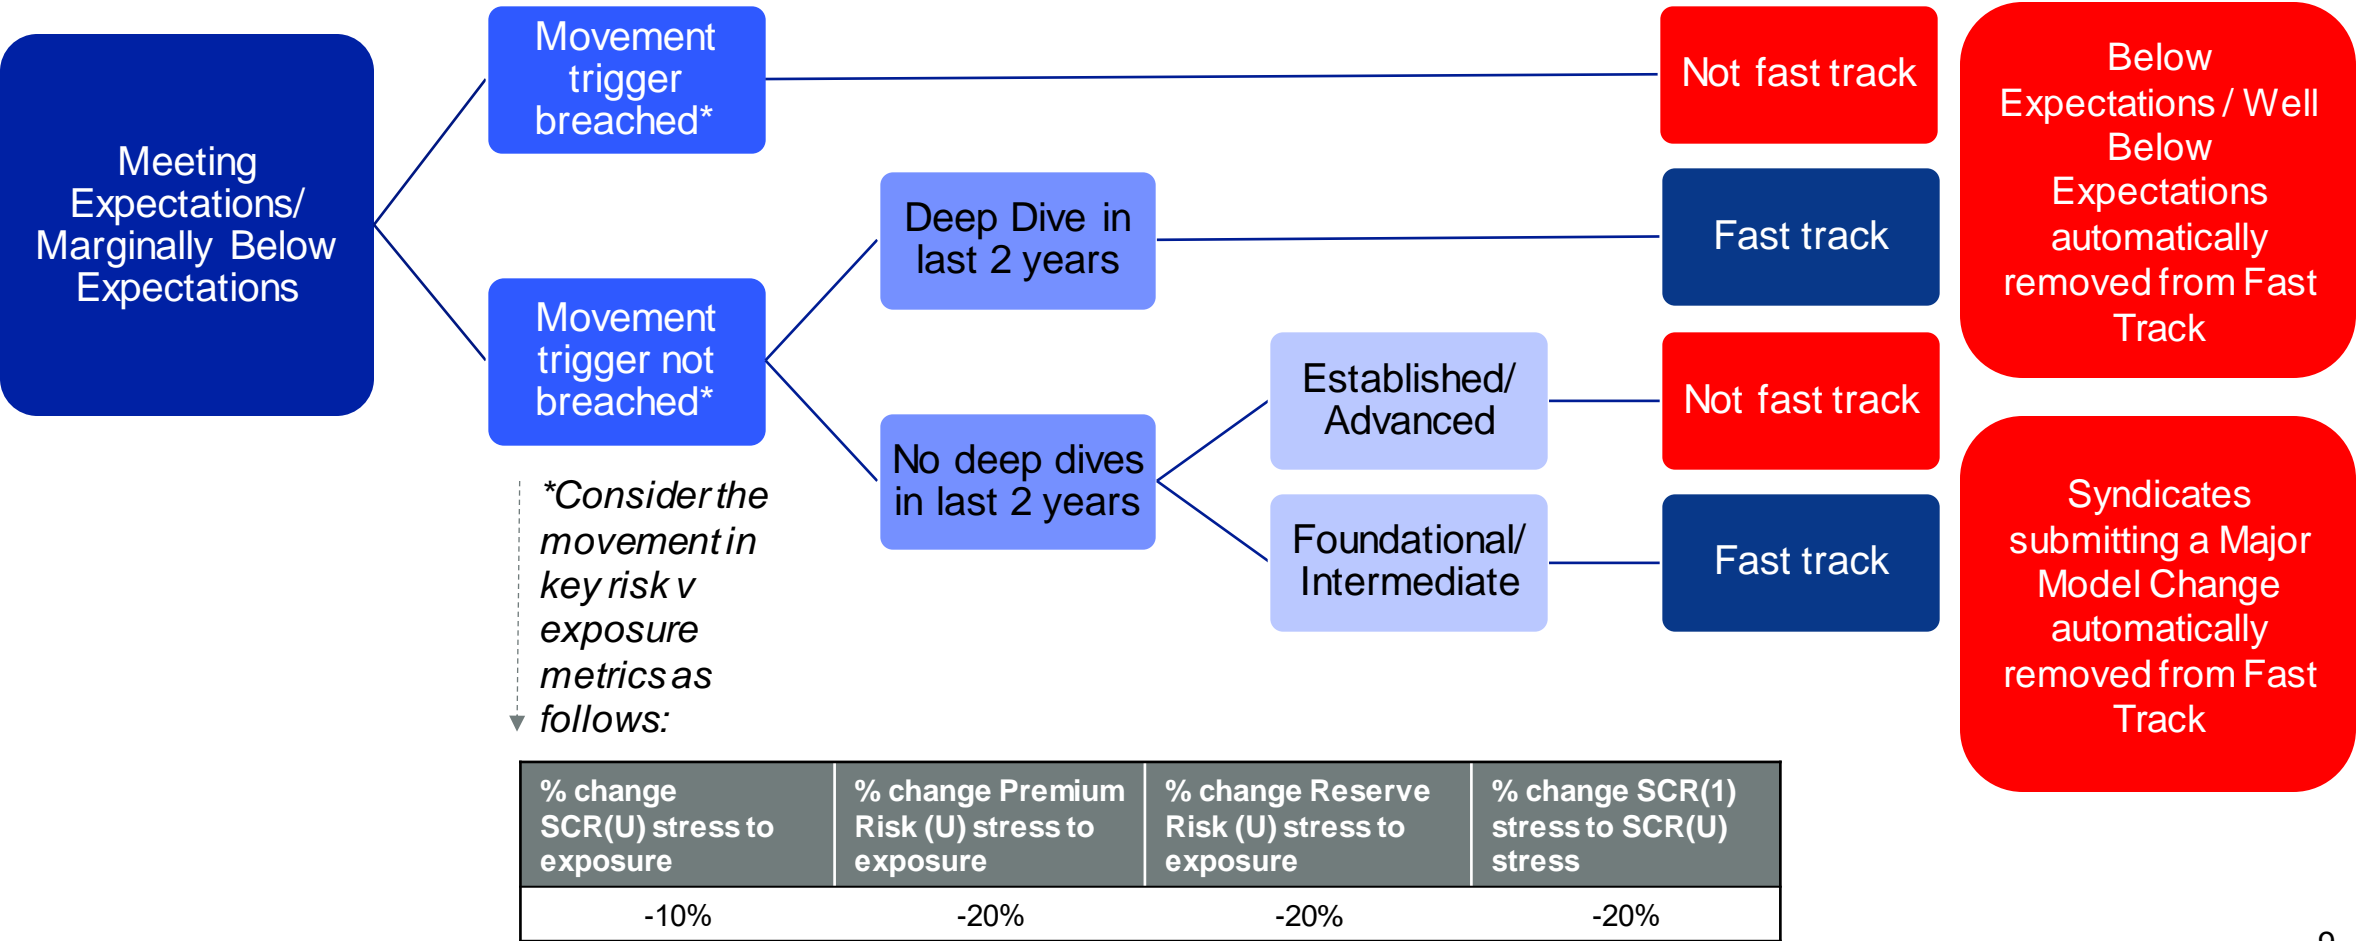 Meeting
Expectations/
Marginally Below
Expectations
Movement
trigger
breached*
Movement
trigger not
breached*
Deep Dive in
last 2 years
No deep dives
in last 2 years
Established/
Advanced
Foundational/
Intermediate
Not fast track
Fast track
Not fast track
Fast track
Below
Expectations / Well
Below
Expectations
automatically
removed from Fast
Track
Syndicates
submitting a Major
Model Change
automatically
removed from Fast
Track
*Consider the
movement in
key risk v
exposure
metrics as
follows:
% change
SCR(U) stress to
exposure
% change Premium
Risk (U) stress to
exposure
% change Reserve
Risk (U) stress to
exposure
% change SCR(1)
stress to SCR(U)
stress
-10%
-20%
-20%
-20%